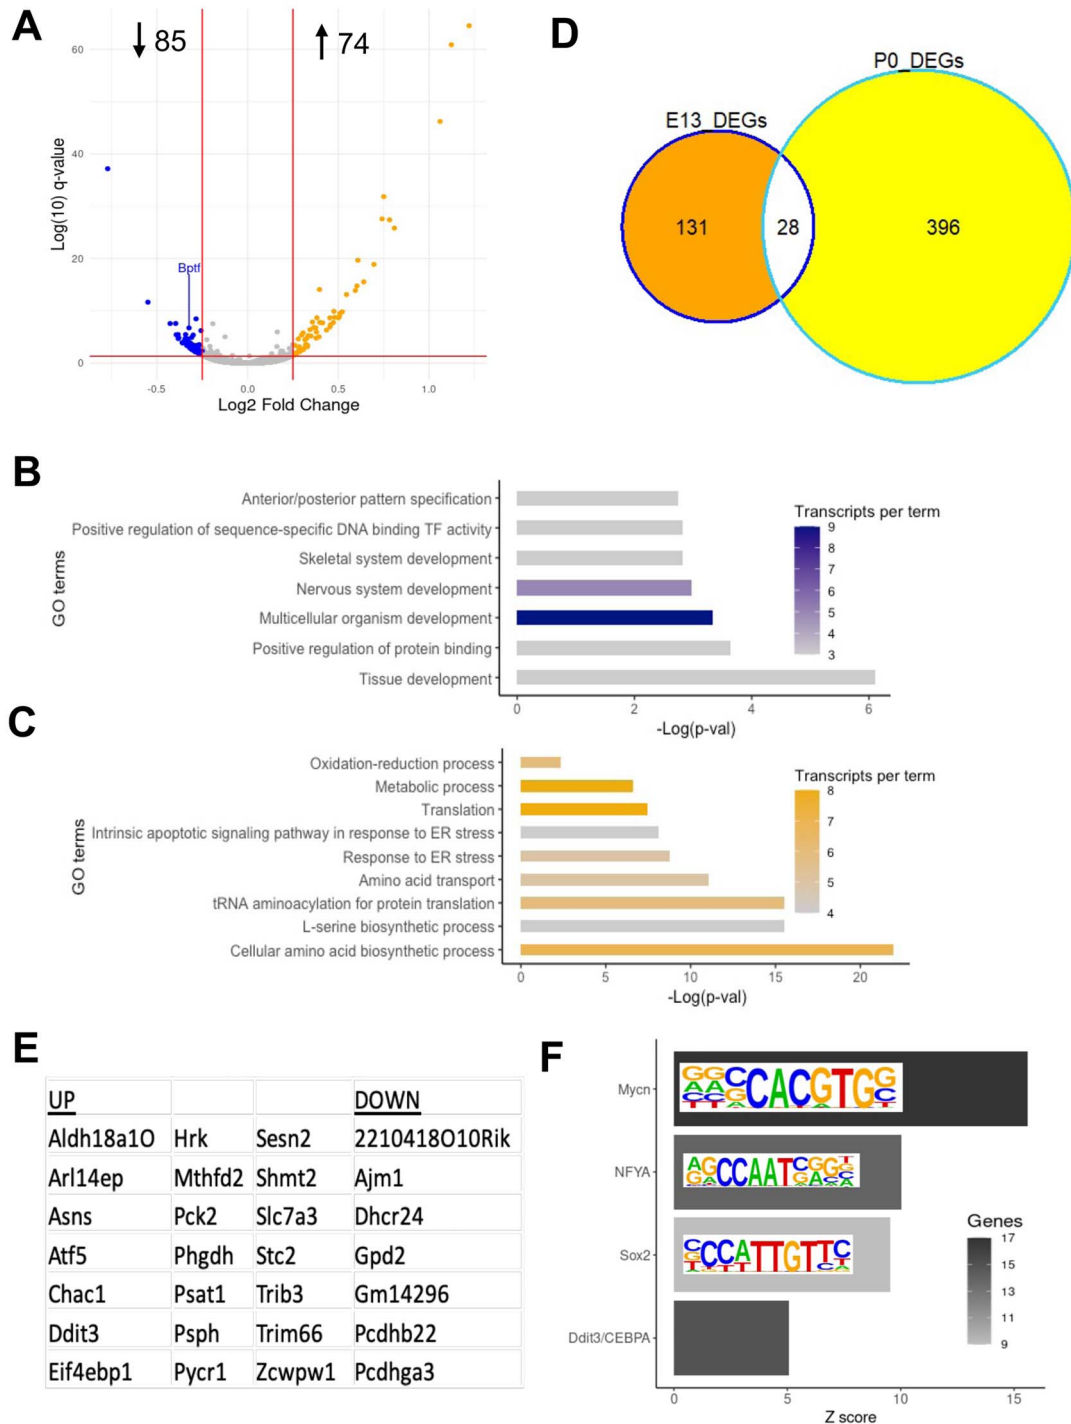 A
↓ 85
↑ 74
60
40
20
0
Log(10) q-value
Bptf
-0.5
0.0
0.5
1.0
Log2 Fold Change
D
P0_DEGs
E13_DEGs
131
28
396
B
GO terms
Anterior/posterior pattern specification
Positive regulation of sequence-specific DNA binding TF activity
Skeletal system development
Nervous system development
Multicellular organism development
Positive regulation of protein binding
Tissue development
0
2
4
6
-Log(p-val)
Transcripts per term
9
8
7
6
5
4
3
C
GO terms
Oxidation-reduction process
Metabolic process
Translation
Intrinsic apoptotic signaling pathway in response to ER stress
Response to ER stress
Amino acid transport
tRNA aminoacylation for protein translation
L-serine biosynthetic process
Cellular amino acid biosynthetic process
0
5
10
15
20
-Log(p-val)
Transcripts per term
8
7
6
5
4
E
UP DOWN
Aldh18a1O Hrk Sesn2 2210418O10Rik
Arl14ep Mthfd2 Shmt2 Ajm1
Asns Pck2 Slc7a3 Dhcr24
Atf5 Phgdh Stc2 Gpd2
Chac1 Psat1 Trib3 Gm14296
Ddit3 Psph Trim66 Pcdhb22
Eif4ebp1 Pycr1 Zcwpw1 Pcdhga3
F
Mycn
CACGTG
NFYA
CCAAT
Sox2
CCATTGTT
Ddit3/CEBPA
0
5
10
15
Z score
Genes
17
15
13
11
9